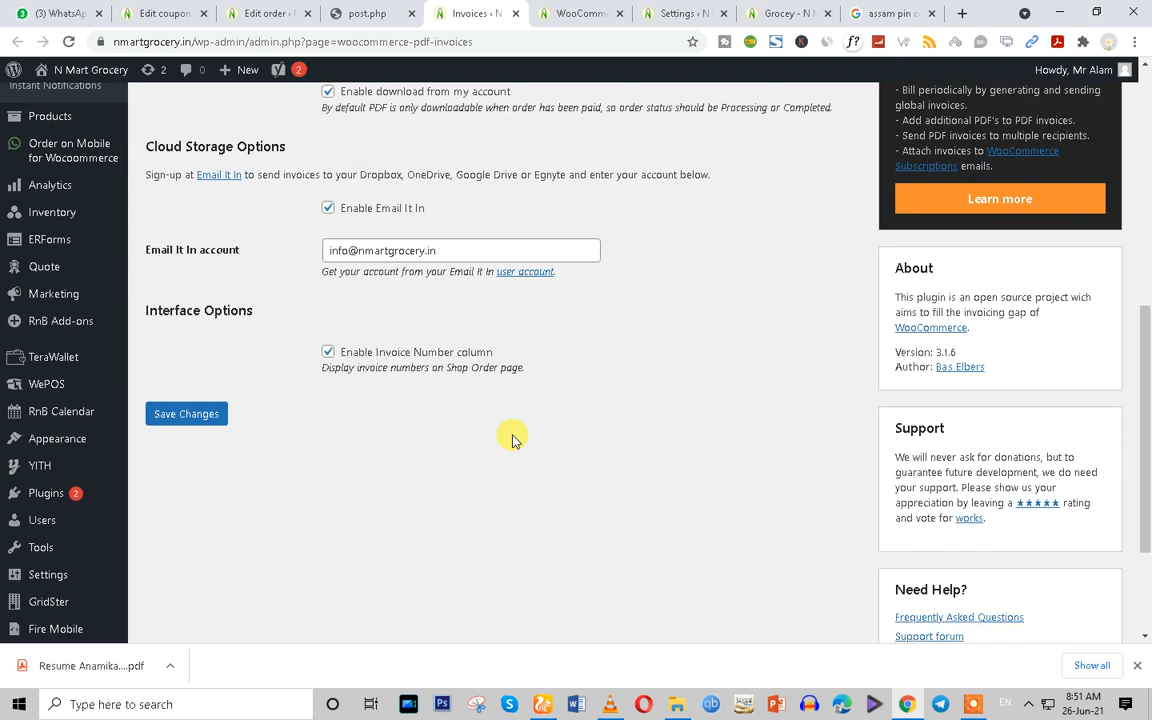 (3) WhatsAp
Edit coupon
Edit order ‹
post.php
Invoices ‹ N
WooComme
Settings ‹ N
Grocey - N M
assam pin c
nmartgrocery.in/wp-admin/admin.php?page=woocommerce-pdf-invoices
N Mart Grocery
2
0
New
2
Howdy, Mr Alam
Instant Notifications
Products
Order on Mobile
for Wocoommerce
Analytics
Inventory
ERForms
Quote
Marketing
RnB Add-ons
TeraWallet
WePOS
RnB Calendar
Appearance
YITH
Plugins 2
Users
Tools
Settings
GridSter
Fire Mobile
Enable download from my account
By default PDF is only downloadable when order has been paid, so order status should be Processing or Completed.
Cloud Storage Options
Sign-up at Email It In to send invoices to your Dropbox, OneDrive, Google Drive or Egnyte and enter your account below.
Enable Email It In
Email It In account
info@nmartgrocery.in
Get your account from your Email It In user account.
Interface Options
Enable Invoice Number column
Display invoice numbers on Shop Order page.
Save Changes
- Bill periodically by generating and sending
global invoices.
- Add additional PDF's to PDF invoices.
- Send PDF invoices to multiple recipients.
- Attach invoices to WooCommerce
Subscriptions emails.
Learn more
About
This plugin is an open source project wich
aims to fill the invoicing gap of
WooCommerce.
Version: 3.1.6
Author: Bas Elbers
Support
We will never ask for donations, but to
guarantee future development, we do need
your support. Please show us your
appreciation by leaving a ★★★★★ rating
and vote for works.
Need Help?
Frequently Asked Questions
Support forum
Resume Anamika....pdf
Show all
Type here to search
EN
8:51 AM
26-Jun-21